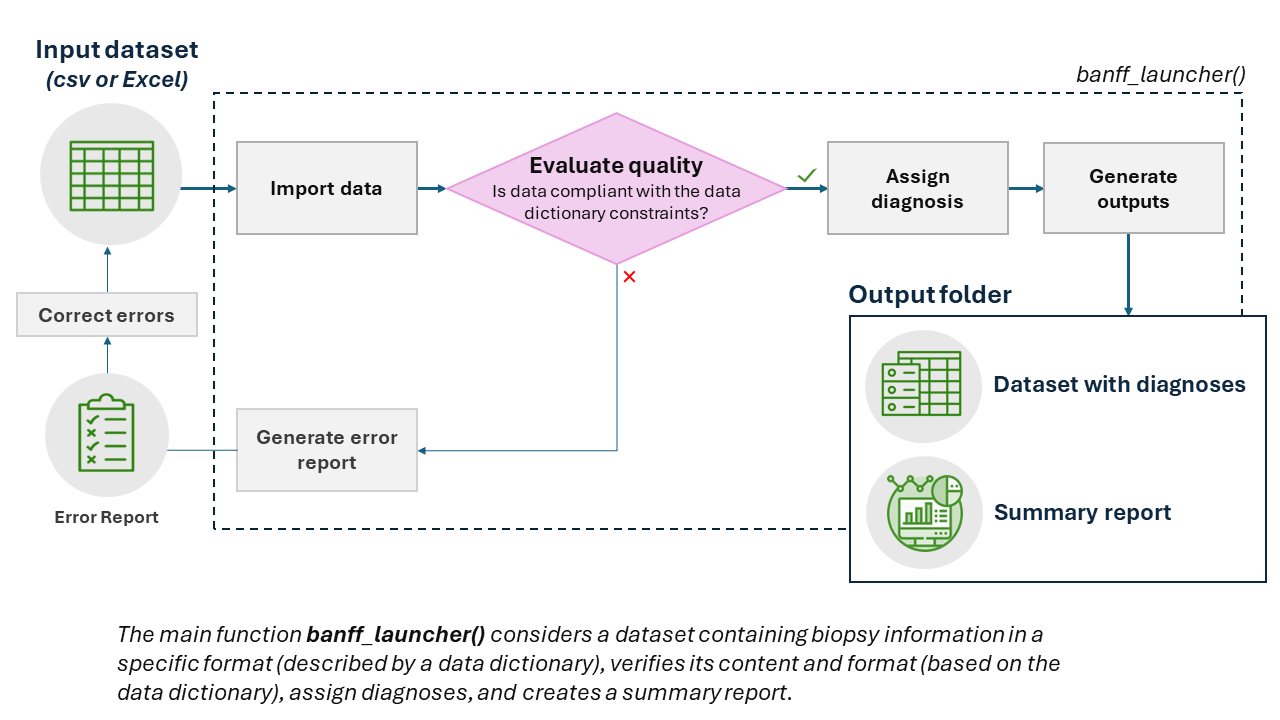 Input dataset
(csv or Excel)
banff_launcher()
Import data
Evaluate quality
Is data compliant with the data
dictionary constraints?
Assign
diagnosis
Generate
outputs
Correct errors
Output folder
Dataset with diagnoses
Generate error
report
Error Report
Summary report
The main function banff_launcher() considers a dataset containing biopsy information in a
specific format (described by a data dictionary), verifies its content and format (based on the
data dictionary), assign diagnoses, and creates a summary report.